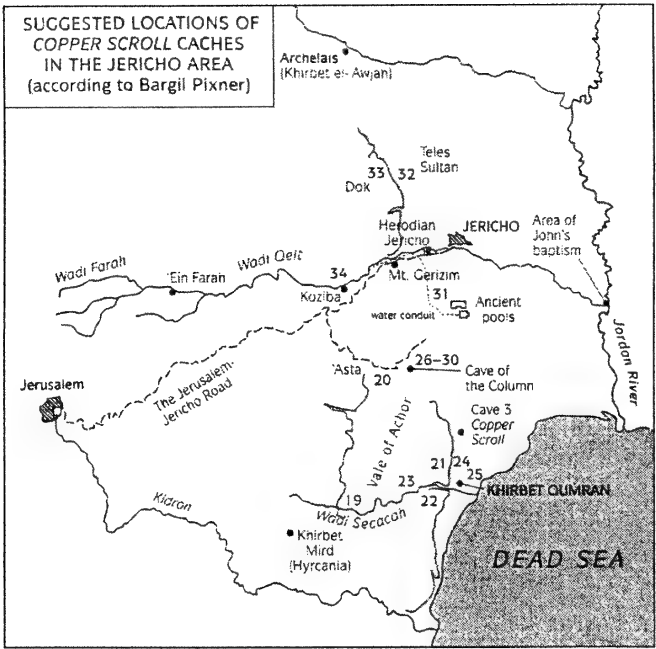 SUGGESTED LOCATIONS OF
COPPER SCROLL CACHES
IN THE JERICHO AREA
(according to Bargil Pixner)
Archelais
(Khirbet el-Awjah)
Teles
Sultan
33
32
Dok
Herodian
Jericho
JERICHO
Area of
John's
baptism
Wadi Farah
'Ein Farah
Wadi Qelt
34
Koziba
Mt. Gerizim
31
water conduit
Ancient
pools
Jordan River
'Asta
20
26–30
Cave of
the Column
Jerusalem
The Jerusalem-
Jericho Road
Vale of Achor
Cave 3
Copper
Scroll
21
24
25
23
22
19
KHIRBET QUMRAN
Kidron
Wadi Secacah
Khirbet
Mird
(Hyrcania)
DEAD SEA